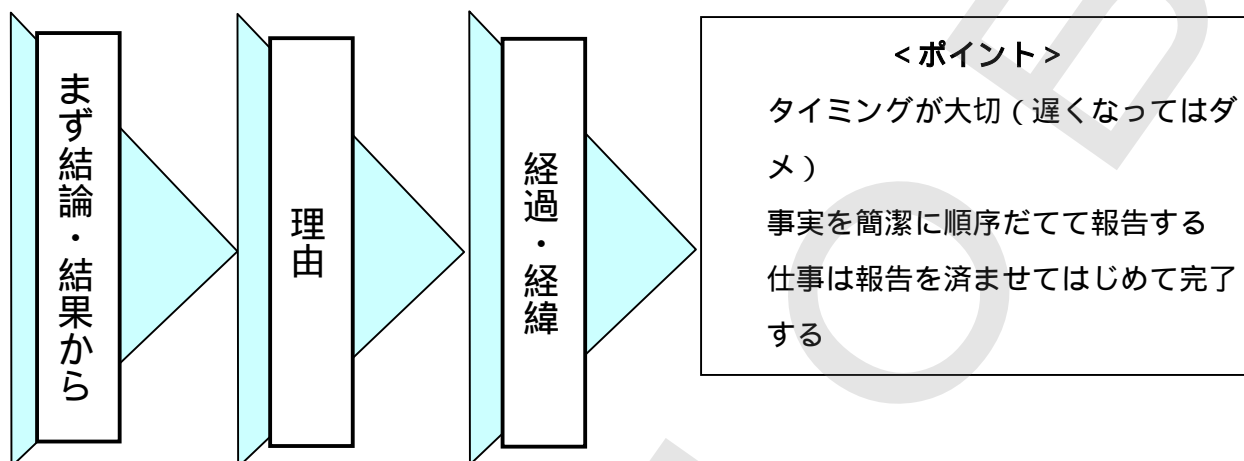 まず結論・結果から
理由
経過・経緯
<ポイント>
タイミングが大切（遅くなってはダ
メ）
事実を簡潔に順序だてて報告する
仕事は報告を済ませてはじめて完了
する